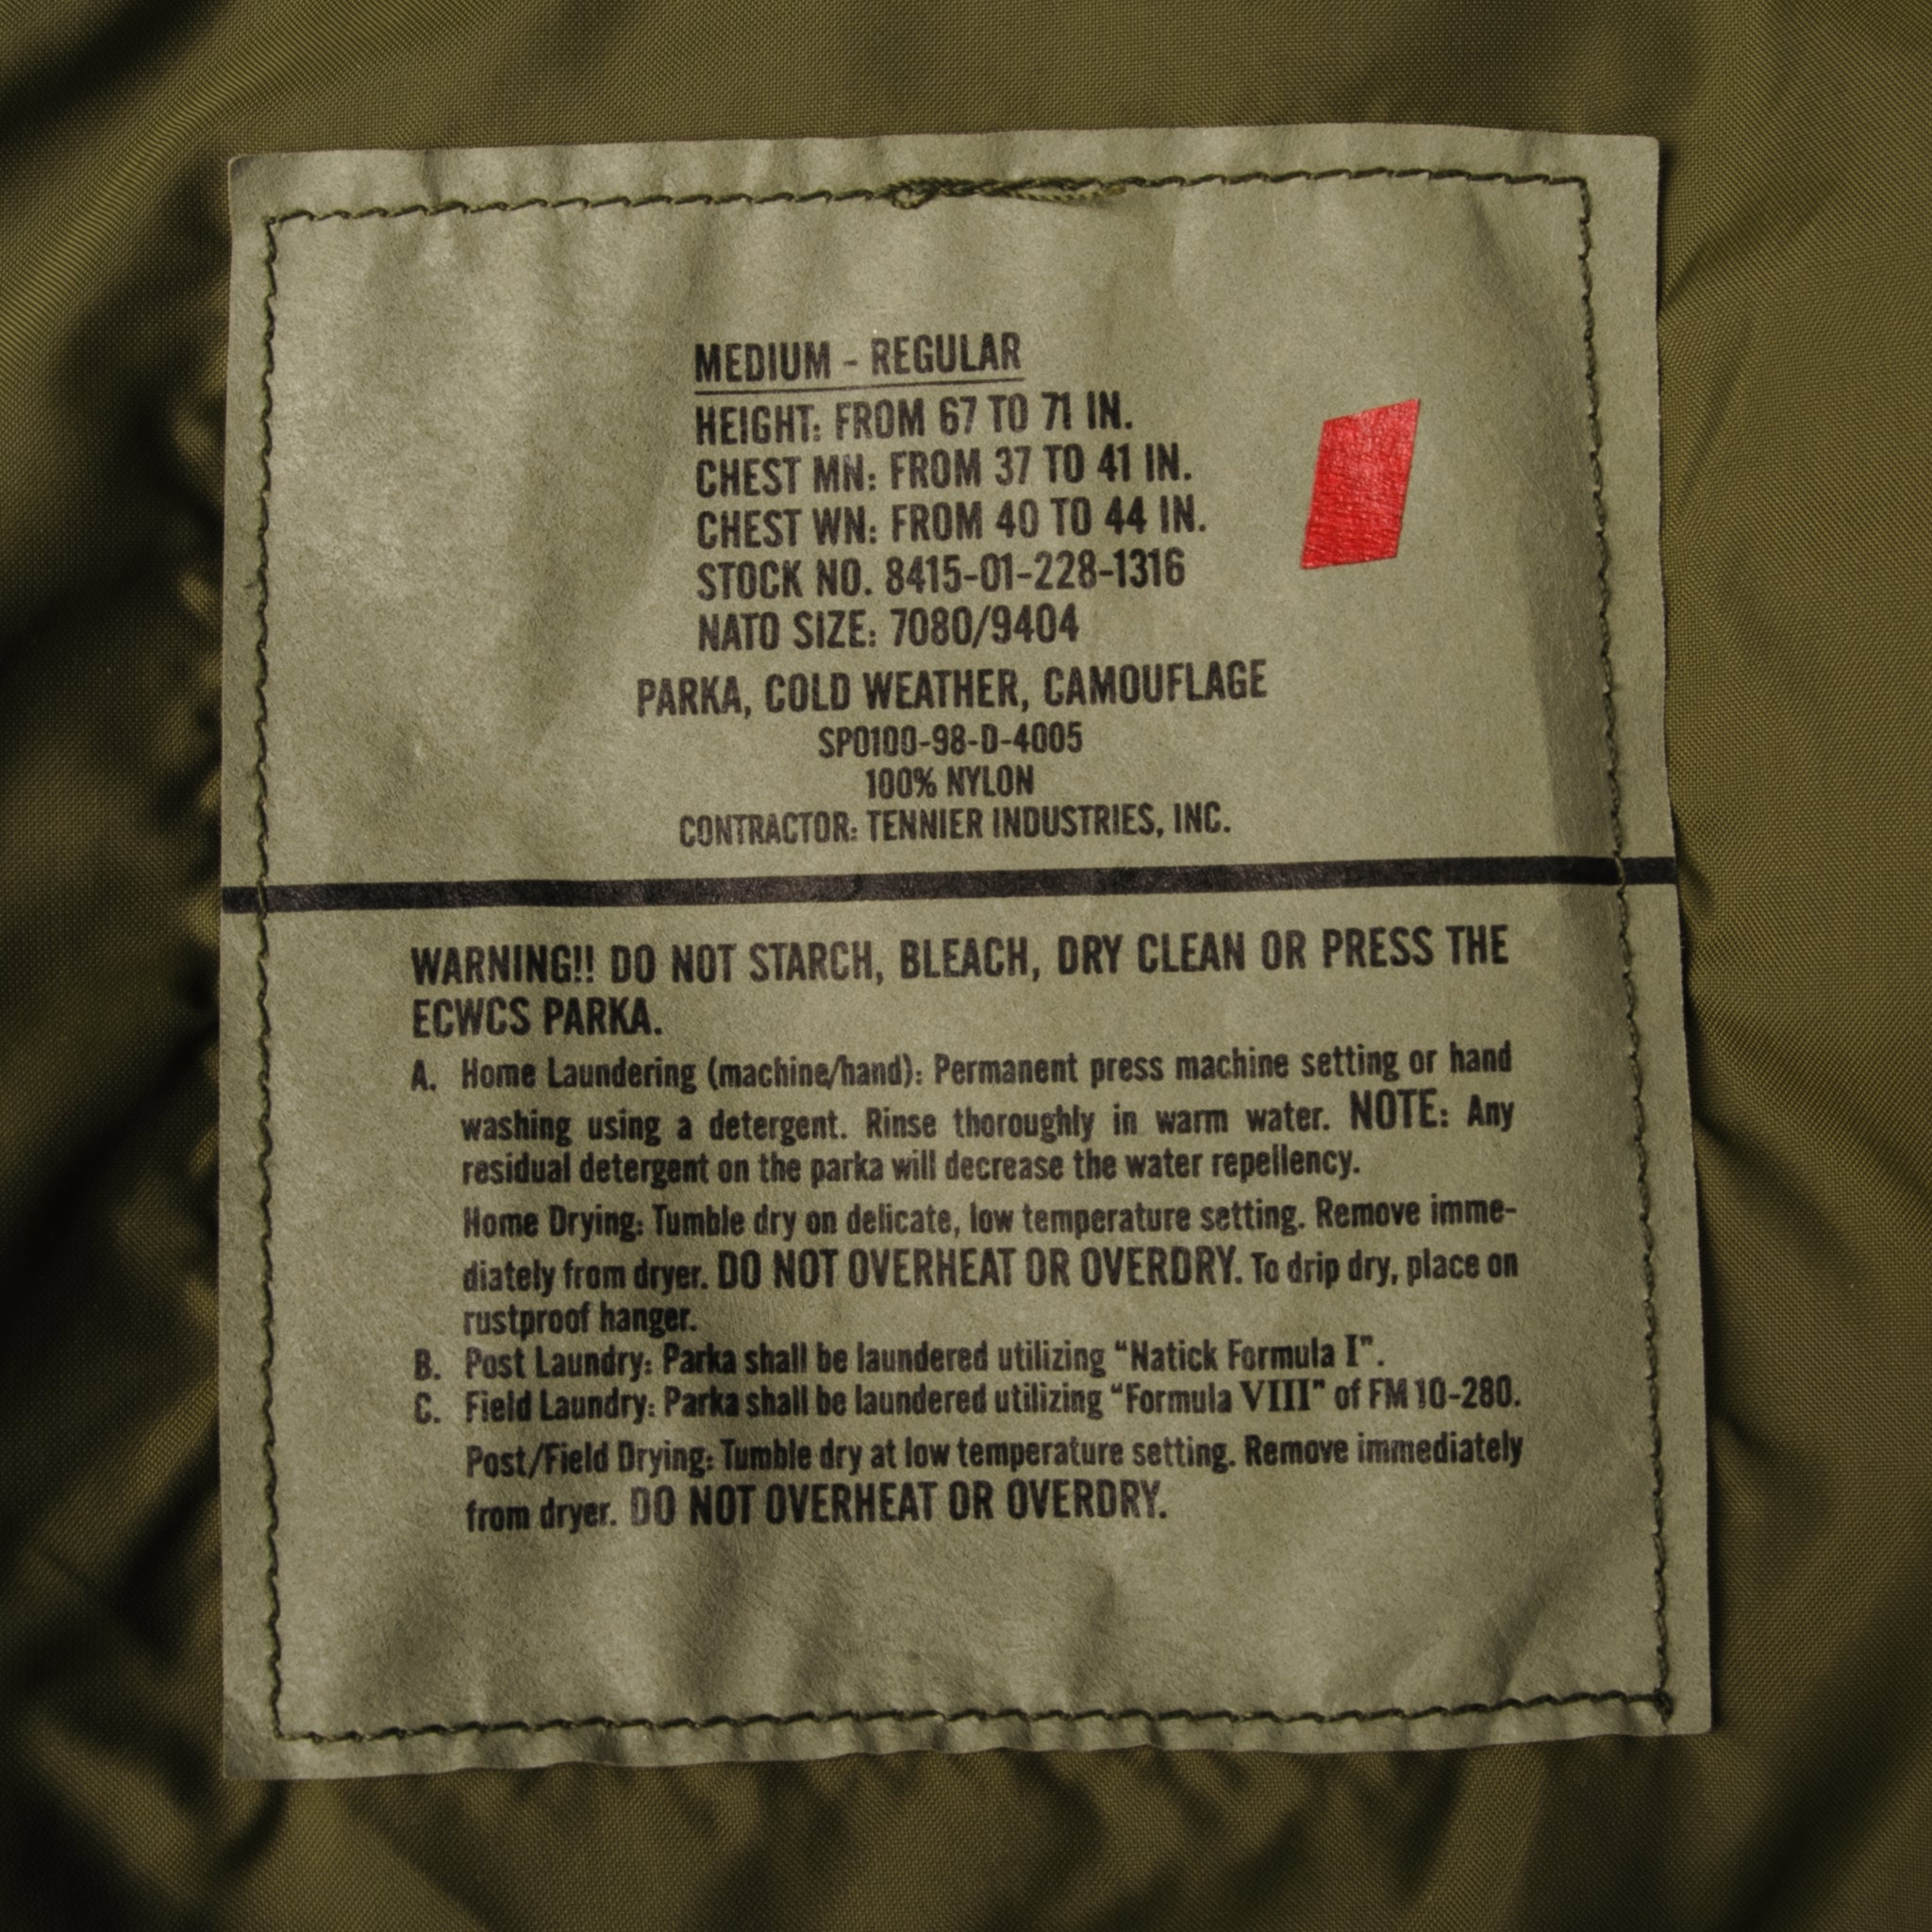 MEDIUM - REGULAR
HEIGHT: FROM 67 TO 71 IN.
CHEST MN: FROM 37 TO 41 IN.
CHEST WN: FROM 40 TO 44 IN.
STOCK NO. 8415-01-228-1316
NATO SIZE: 7080/9404
PARKA, COLD WEATHER, CAMOUFLAGE
SPO100-98-D-4005
100% NYLON
CONTRACTOR: TENNIER INDUSTRIES, INC.
WARNING!! DO NOT STARCH, BLEACH, DRY CLEAN OR PRESS THE
ECWCS PARKA.
A. Home Laundering (machine/hand): Permanent press machine setting or hand
washing using a detergent. Rinse thoroughly in warm water. NOTE: Any
residual detergent on the parka will decrease the water repellency.
Home Drying: Tumble dry on delicate, low temperature setting. Remove imme-
diately from dryer. DO NOT OVERHEAT OR OVERDRY. To drip dry, place on
rustproof hanger.
B. Post Laundry: Parka shall be laundered utilizing “Natick Formula I”.
C. Field Laundry: Parka shall be laundered utilizing “Formula VIII” of FM 10-280.
Post/Field Drying: Tumble dry at low temperature setting. Remove immediately
from dryer. DO NOT OVERHEAT OR OVERDRY.